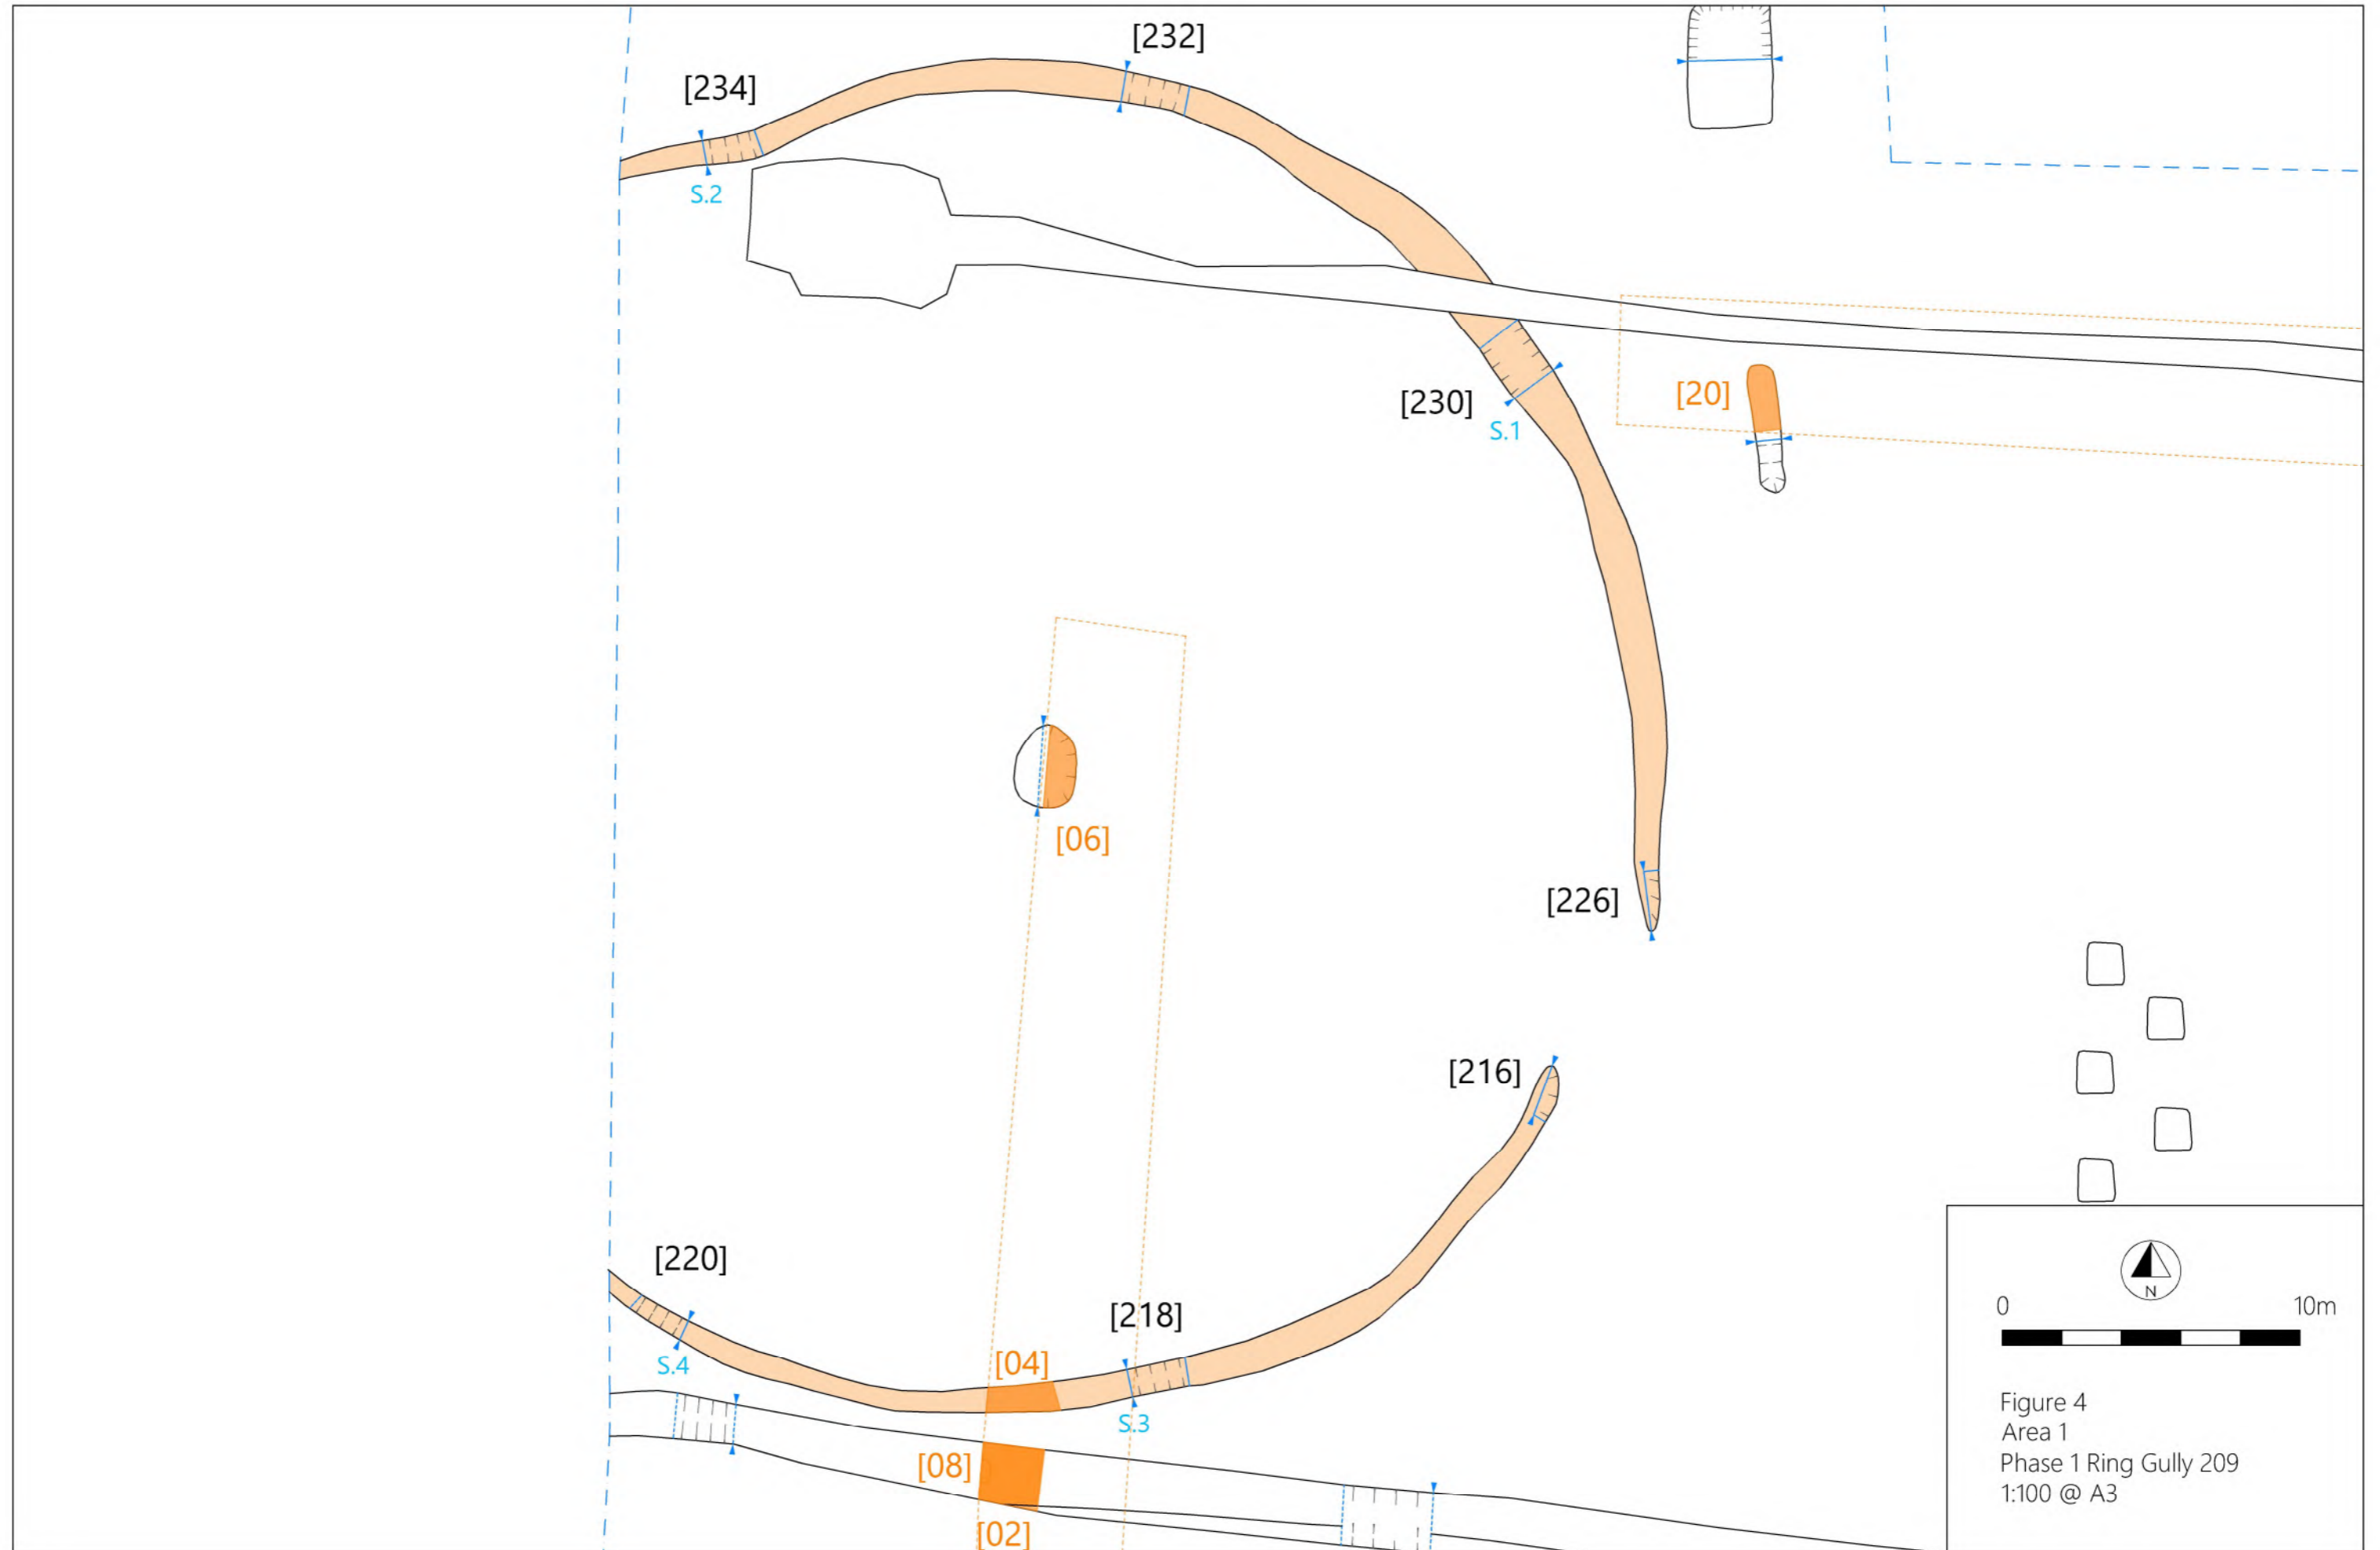 [232]
[234]
S.2
[230]
S.1
[20]
[06]
[226]
[216]
[220]
[218]
S.4
[04]
S.3
[08]
[02]
N
0 10m
Figure 4
Area 1
Phase 1 Ring Gully 209
1:100 @ A3